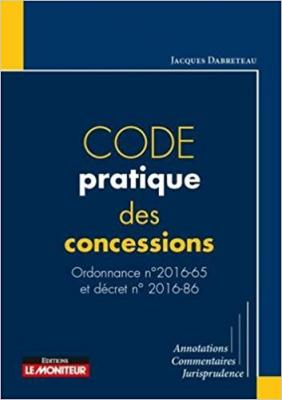 Jacques Dabreteau
CODE
pratique
des
concessions
Ordonnance n°2016-65
et décret n° 2016-86
Annotations
Commentaires
Jurisprudence
EDITIONS
LE MONITEUR